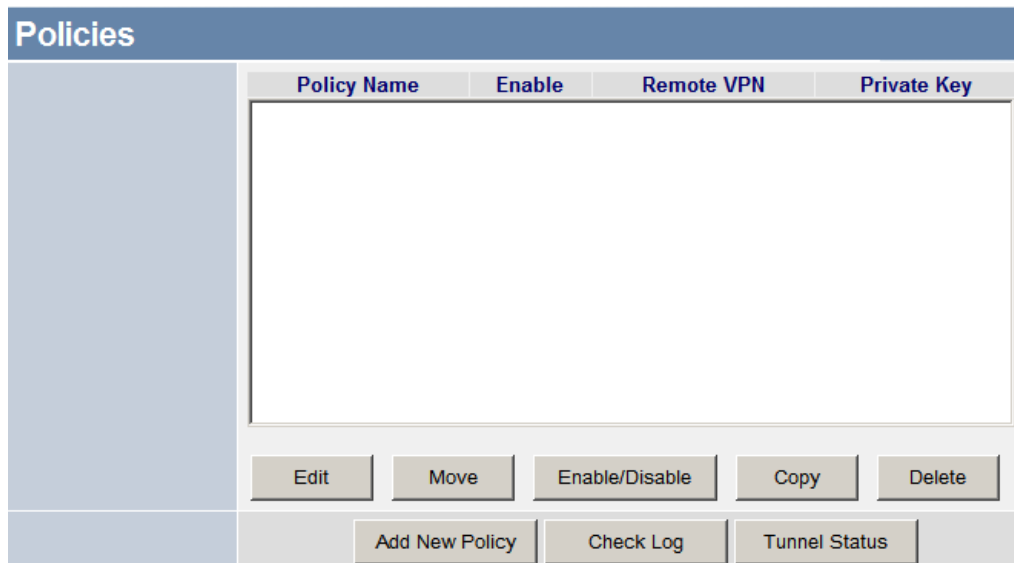 Policies
Policy Name Enable Remote VPN Private Key
Edit Move Enable/Disable Copy Delete
Add New Policy Check Log Tunnel Status